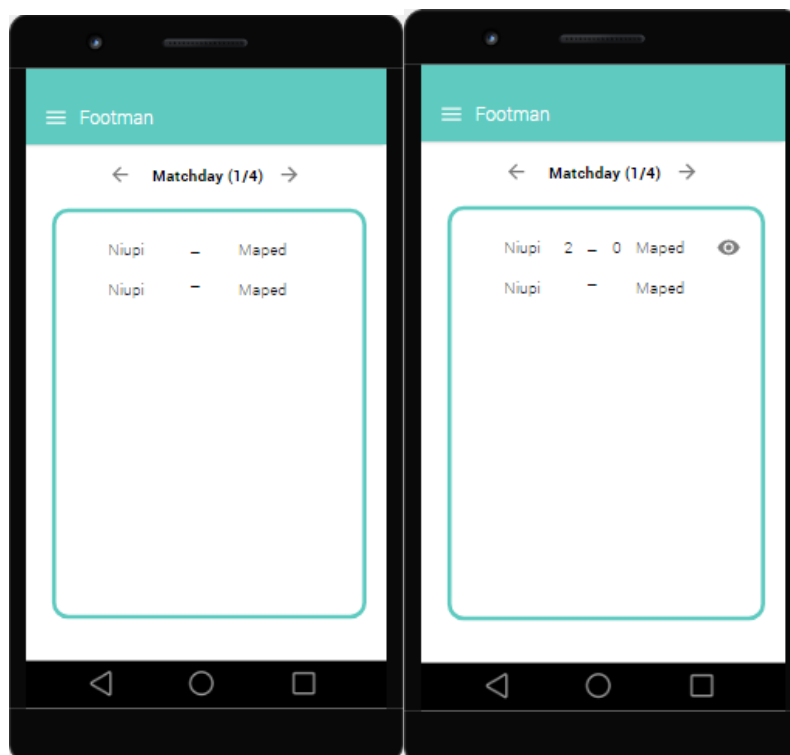 Footman
Matchday (1/4)
Niupi – Maped
Niupi – Maped
Footman
Matchday (1/4)
Niupi 2 – 0 Maped
Niupi – Maped